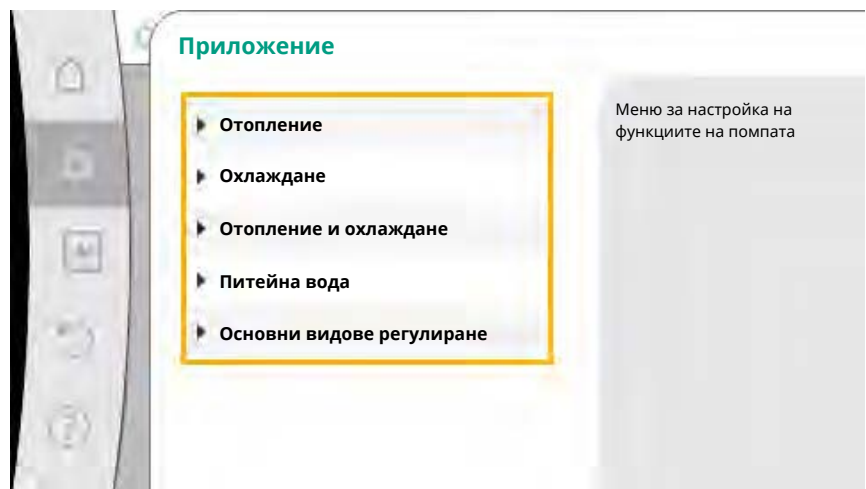 Приложение
Отопление
Охлаждане
Отопление и охлаждане
Питейна вода
Основни видове регулиране
Меню за настройка на
функциите на помпата